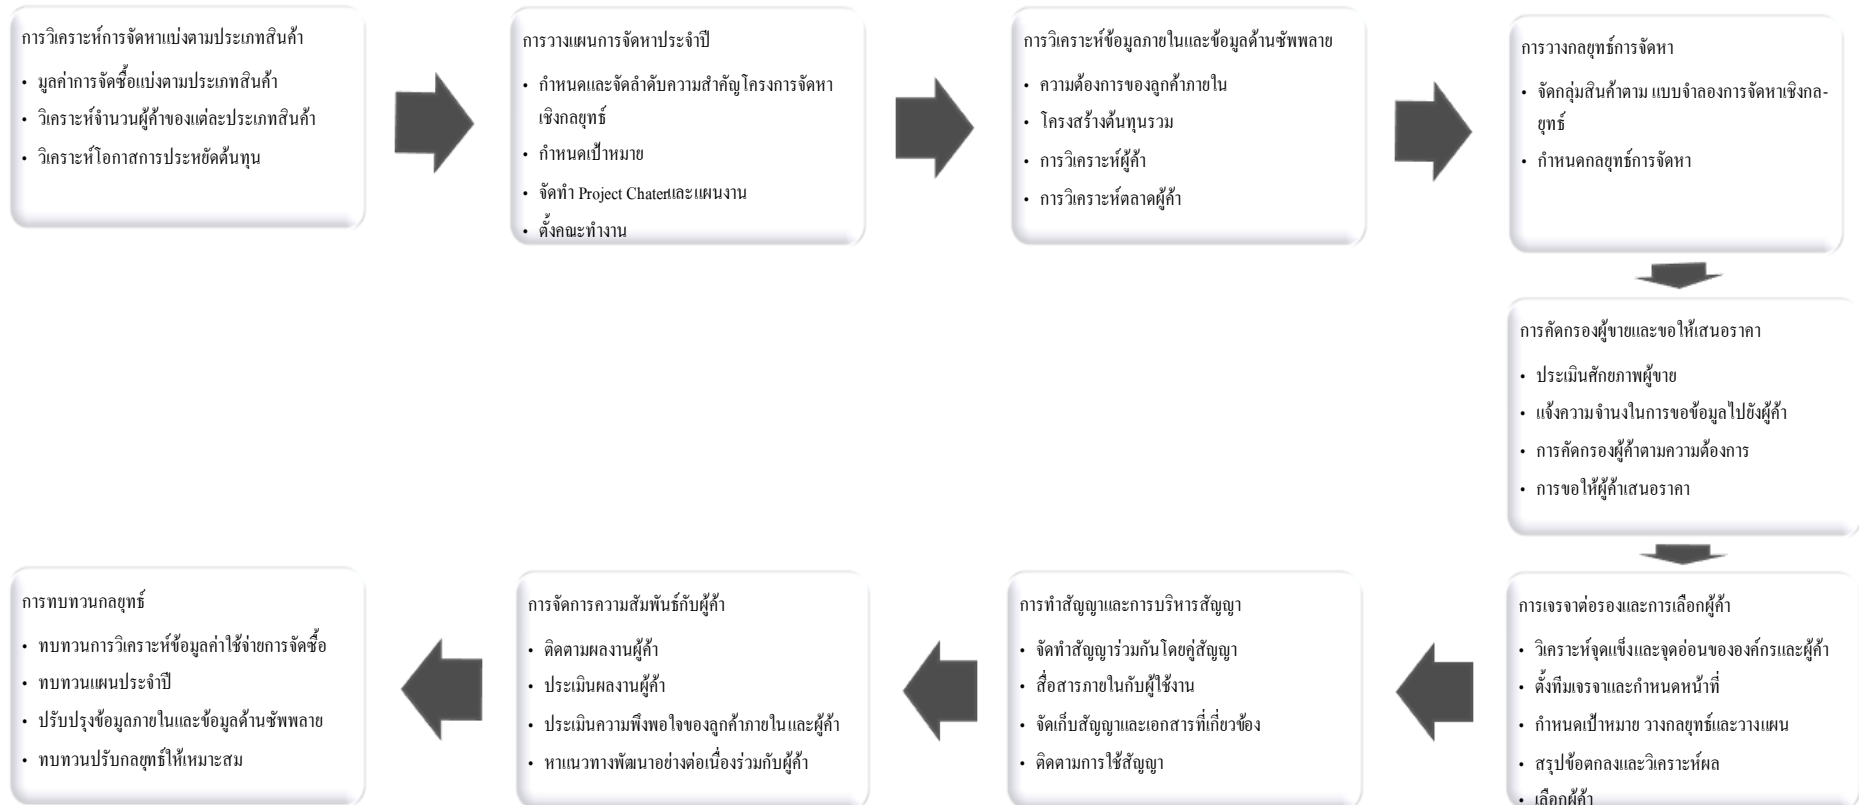 การวิเคราะห์การจัดหาแบ่งตามประเภทสินค้า
• มูลค่าการจัดซื้อแบ่งตามประเภทสินค้า
• วิเคราะห์จำนวนผู้ค้าของแต่ละประเภทสินค้า
• วิเคราะห์โอกาสการประหยัดต้นทุน
การวางแผนการจัดหาประจำปี
• กำหนดและจัดลำดับความสำคัญโครงการจัดหา
เชิงกลยุทธ์
• กำหนดเป้าหมาย
• จัดทำ Project Chaterและแผนงาน
• ตั้งคณะทำงาน
การวิเคราะห์ข้อมูลภายในและข้อมูลด้านซัพพลาย
• ความต้องการของลูกค้าภายใน
• โครงสร้างต้นทุนรวม
• การวิเคราะห์ผู้ค้า
• การวิเคราะห์ตลาดผู้ค้า
การวางกลยุทธ์การจัดหา
• จัดกลุ่มสินค้าตาม แบบจำลองการจัดหาเชิงกล-
ยุทธ์
• กำหนดกลยุทธ์การจัดหา
การคัดกรองผู้ขายและขอให้เสนอราคา
• ประเมินศักยภาพผู้ขาย
• แจ้งความจำนงในการขอข้อมูลไปยังผู้ค้า
• การคัดกรองผู้ค้าตามความต้องการ
• การขอให้ผู้ค้าเสนอราคา
การเจรจาต่อรองและการเลือกผู้ค้า
• วิเคราะห์จุดแข็งและจุดอ่อนขององค์กรและผู้ค้า
• ตั้งทีมเจรจาและกำหนดหน้าที่
• กำหนดเป้าหมาย วางกลยุทธ์และวางแผน
• สรุปข้อตกลงและวิเคราะห์ผล
• เลือกผู้ค้า
การทำสัญญาและการบริหารสัญญา
• จัดทำสัญญาร่วมกันโดยคู่สัญญา
• สื่อสารภายในกับผู้ใช้งาน
• จัดเก็บสัญญาและเอกสารที่เกี่ยวข้อง
• ติดตามการใช้สัญญา
การจัดการความสัมพันธ์กับผู้ค้า
• ติดตามผลงานผู้ค้า
• ประเมินผลงานผู้ค้า
• ประเมินความพึงพอใจของลูกค้าภายในและผู้ค้า
• หาแนวทางพัฒนาอย่างต่อเนื่องร่วมกับผู้ค้า
การทบทวนกลยุทธ์
• ทบทวนการวิเคราะห์ข้อมูลค่าใช้จ่ายการจัดซื้อ
• ทบทวนแผนประจำปี
• ปรับปรุงข้อมูลภายในและข้อมูลด้านซัพพลาย
• ทบทวนปรับกลยุทธ์ให้เหมาะสม